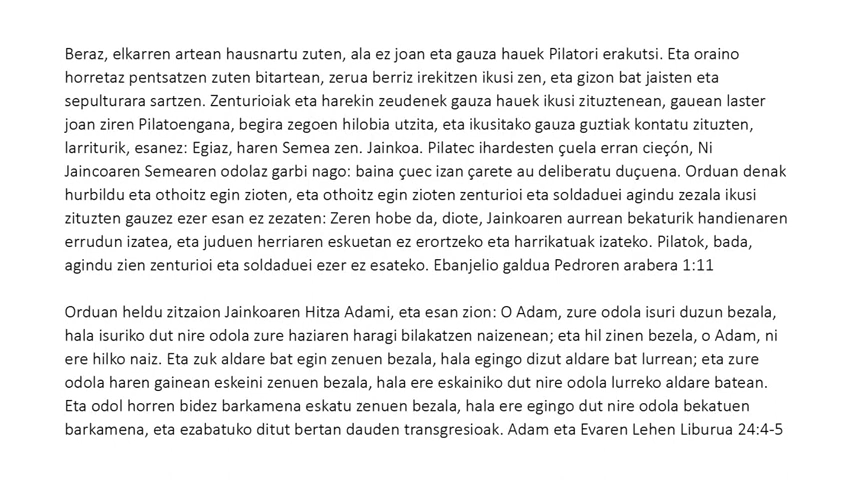 Beraz, elkarren artean hausnartu zuten, ala ez joan eta gauza hauek Pilatori erakutsi. Eta oraino
horretaz pentsatzen zuten bitartean, zerua berriz irekitzen ikusi zen, eta gizon bat jaisten eta
sepulturara sartzen. Zenturioiak eta harekin zeudenek gauza hauek ikusi zituztenean, gauean laster
joan ziren Pilatoengana, begira zegoen hilobia utzita, eta ikusitako gauza guztiak kontatu zituzten,
larriturik, esanez: Egiaz, haren Semea zen. Jainkoa. Pilatec ihardesten çuela erran cieçón, Ni
Jaincoaren Semearen odolaz garbi nago: baina çuec izan çarete au deliberatu duçuena. Orduan denak
hurbildu eta othoitz egin zioten, eta othoitz egin zioten zenturioi eta soldaduei agindu zezala ikusi
zituzten gauzez ezer esan ez zezaten: Zeren hobe da, diote, Jainkoaren aurrean bekaturik handienaren
errudun izatea, eta juduen herriaren eskuetan ez erortzeko eta harrikatuak izateko. Pilatok, bada,
agindu zien zenturioi eta soldaduei ezer ez esateko. Ebanjelio galdua Pedroren arabera 1:11
Orduan heldu zitzaion Jainkoaren Hitza Adami, eta esan zion: O Adam, zure odola isuri duzun bezala,
hala isuriko dut nire odola zure haziaren haragi bilakatzen naizenean; eta hil zinen bezela, o Adam, ni
ere hilko naiz. Eta zuk aldare bat egin zenuen bezala, hala egingo dizut aldare bat lurrean; eta zure
odola haren gainean eskeini zenuen bezala, hala ere eskainiko dut nire odola lurreko aldare batean.
Eta odol horren bidez barkamena eskatu zenuen bezala, hala ere egingo dut nire odola bekatuen
barkamena, eta ezabatuko ditut bertan dauden transgresioak. Adam eta Evaren Lehen Liburua 24:4-5